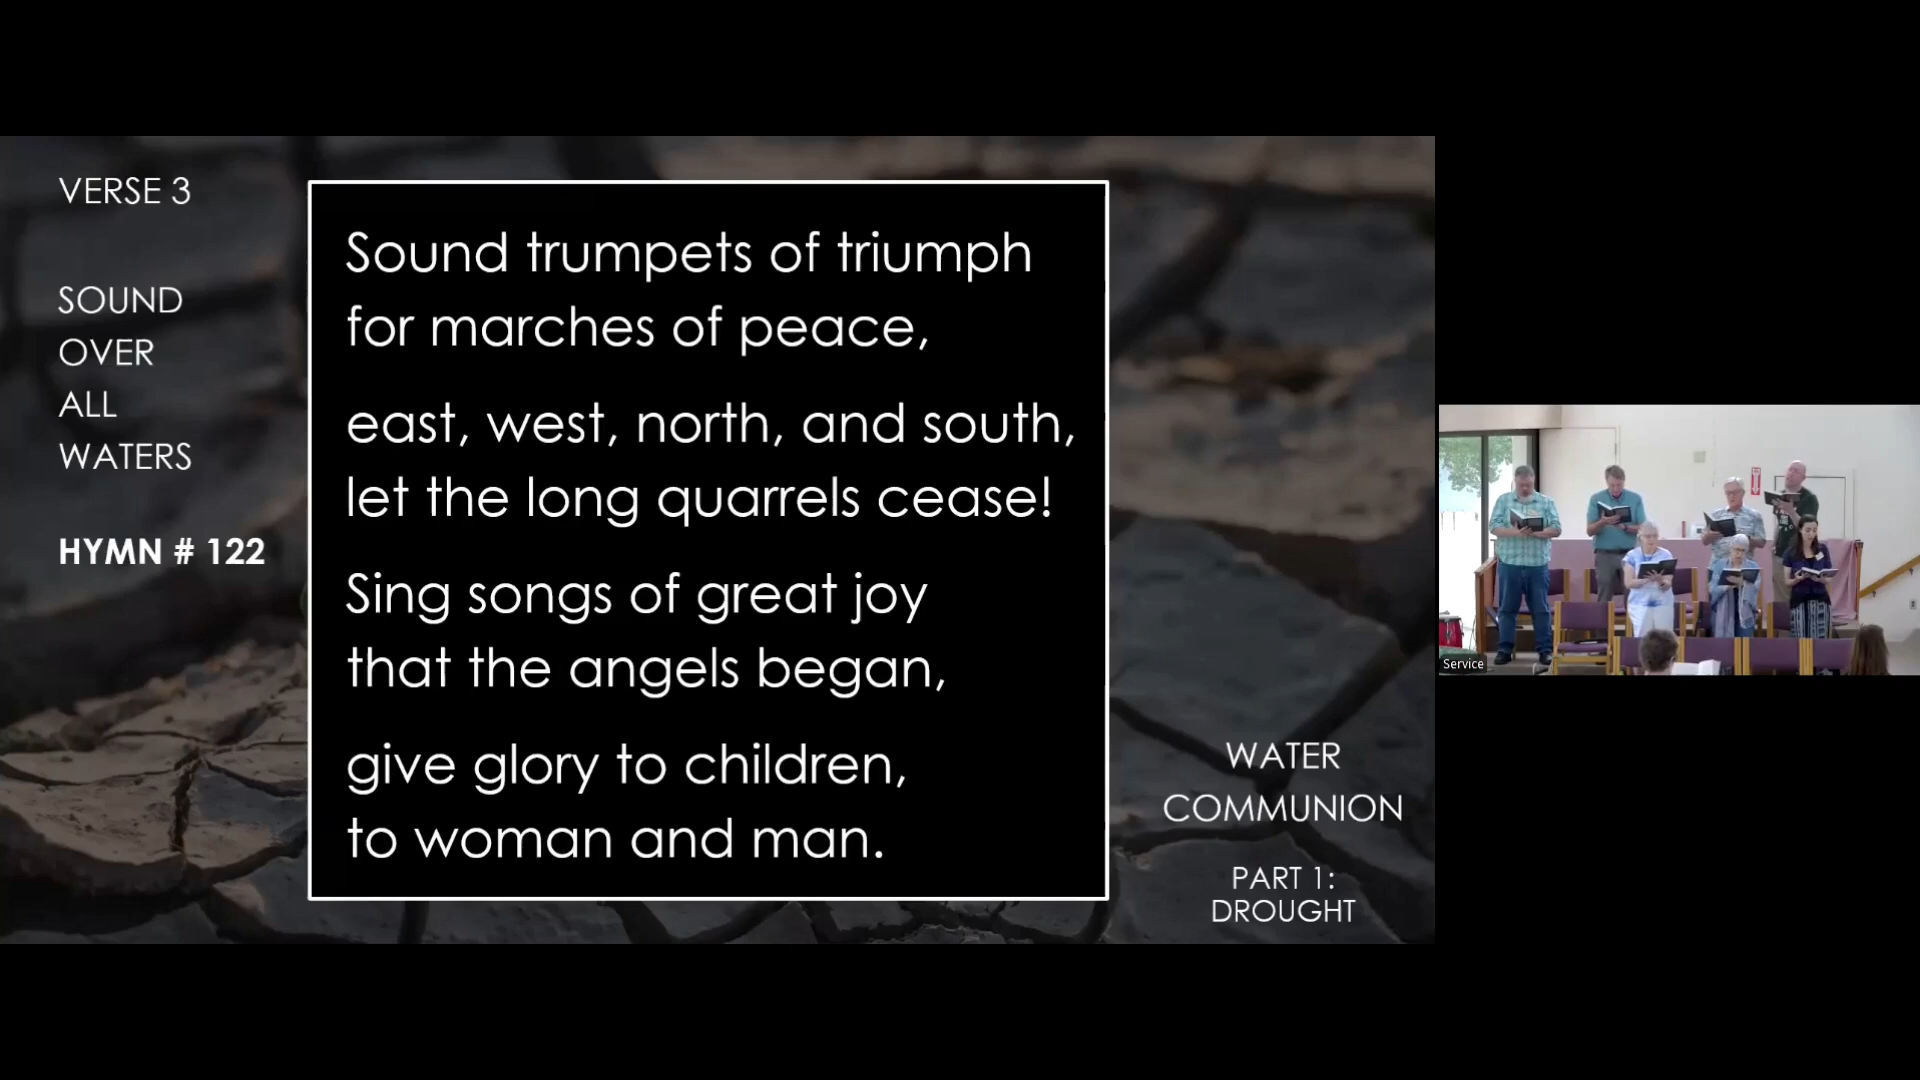 VERSE 3
SOUND
OVER
ALL
WATERS
HYMN # 122
Sound trumpets of triumph
for marches of peace,
east, west, north, and south,
let the long quarrels cease!
Sing songs of great joy
that the angels began,
give glory to children,
to woman and man.
WATER
COMMUNION
PART 1:
DROUGHT
Service